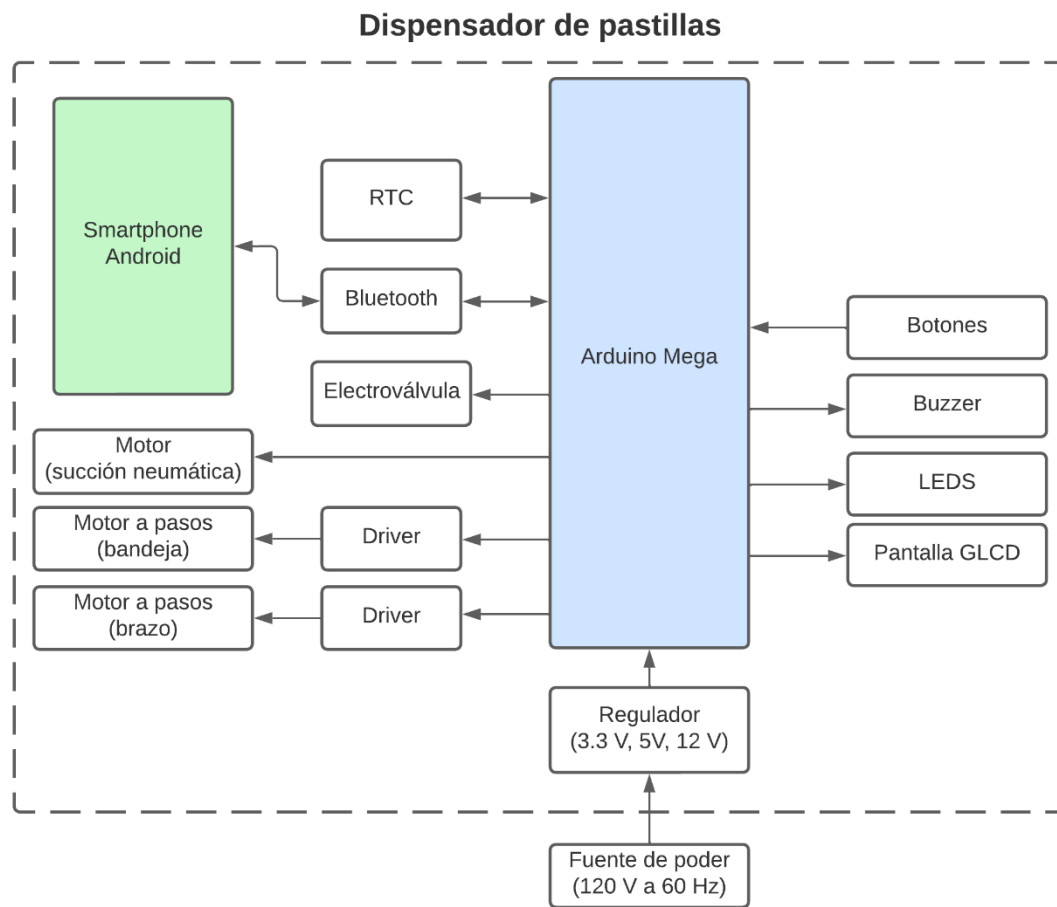 Dispensador de pastillas
Smartphone
Android
RTC
Bluetooth
Electroválvula
Motor
(succión neumática)
Motor a pasos
(bandeja)
Driver
Motor a pasos
(brazo)
Driver
Arduino Mega
Botones
Buzzer
LEDS
Pantalla GLCD
Regulador
(3.3 V, 5V, 12 V)
Fuente de poder
(120 V a 60 Hz)